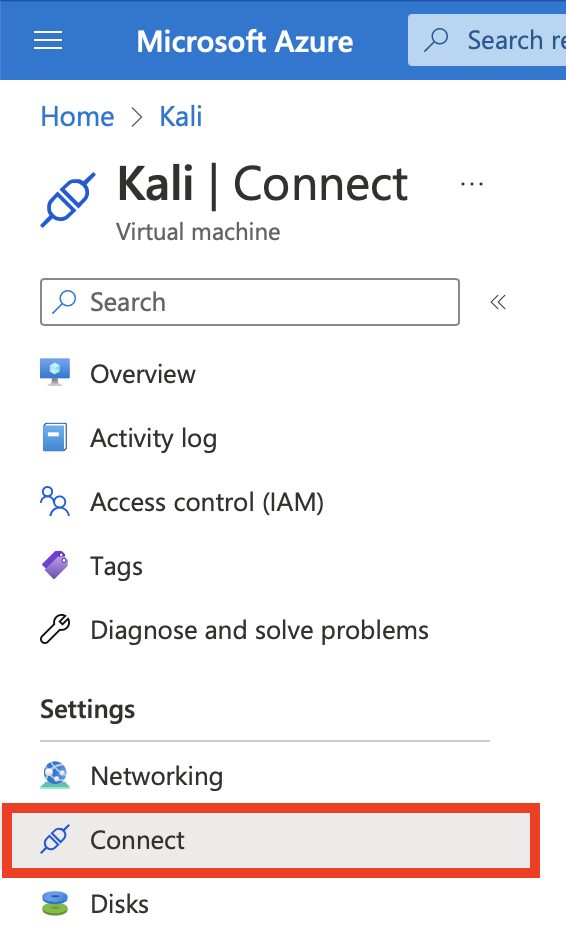 Microsoft Azure
Search re
Home > Kali
Kali | Connect ...
Virtual machine
Search
Overview
Activity log
Access control (IAM)
Tags
Diagnose and solve problems
Settings
Networking
Connect
Disks